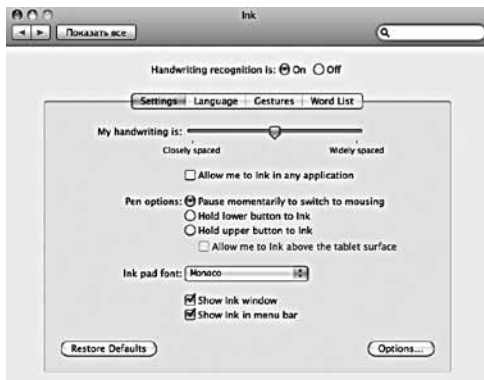 Ink
Показать все
Handwriting recognition is: On Off
Settings Language Gestures Word List
My handwriting is:
Closely spaced Widely spaced
Allow me to Ink in any application
Pen options: Pause momentarily to switch to mousing
Hold lower button to Ink
Hold upper button to Ink
Allow me to Ink above the tablet surface
Ink pad font: Monaco
Show Ink window
Show Ink in menu bar
Restore Defaults Options...